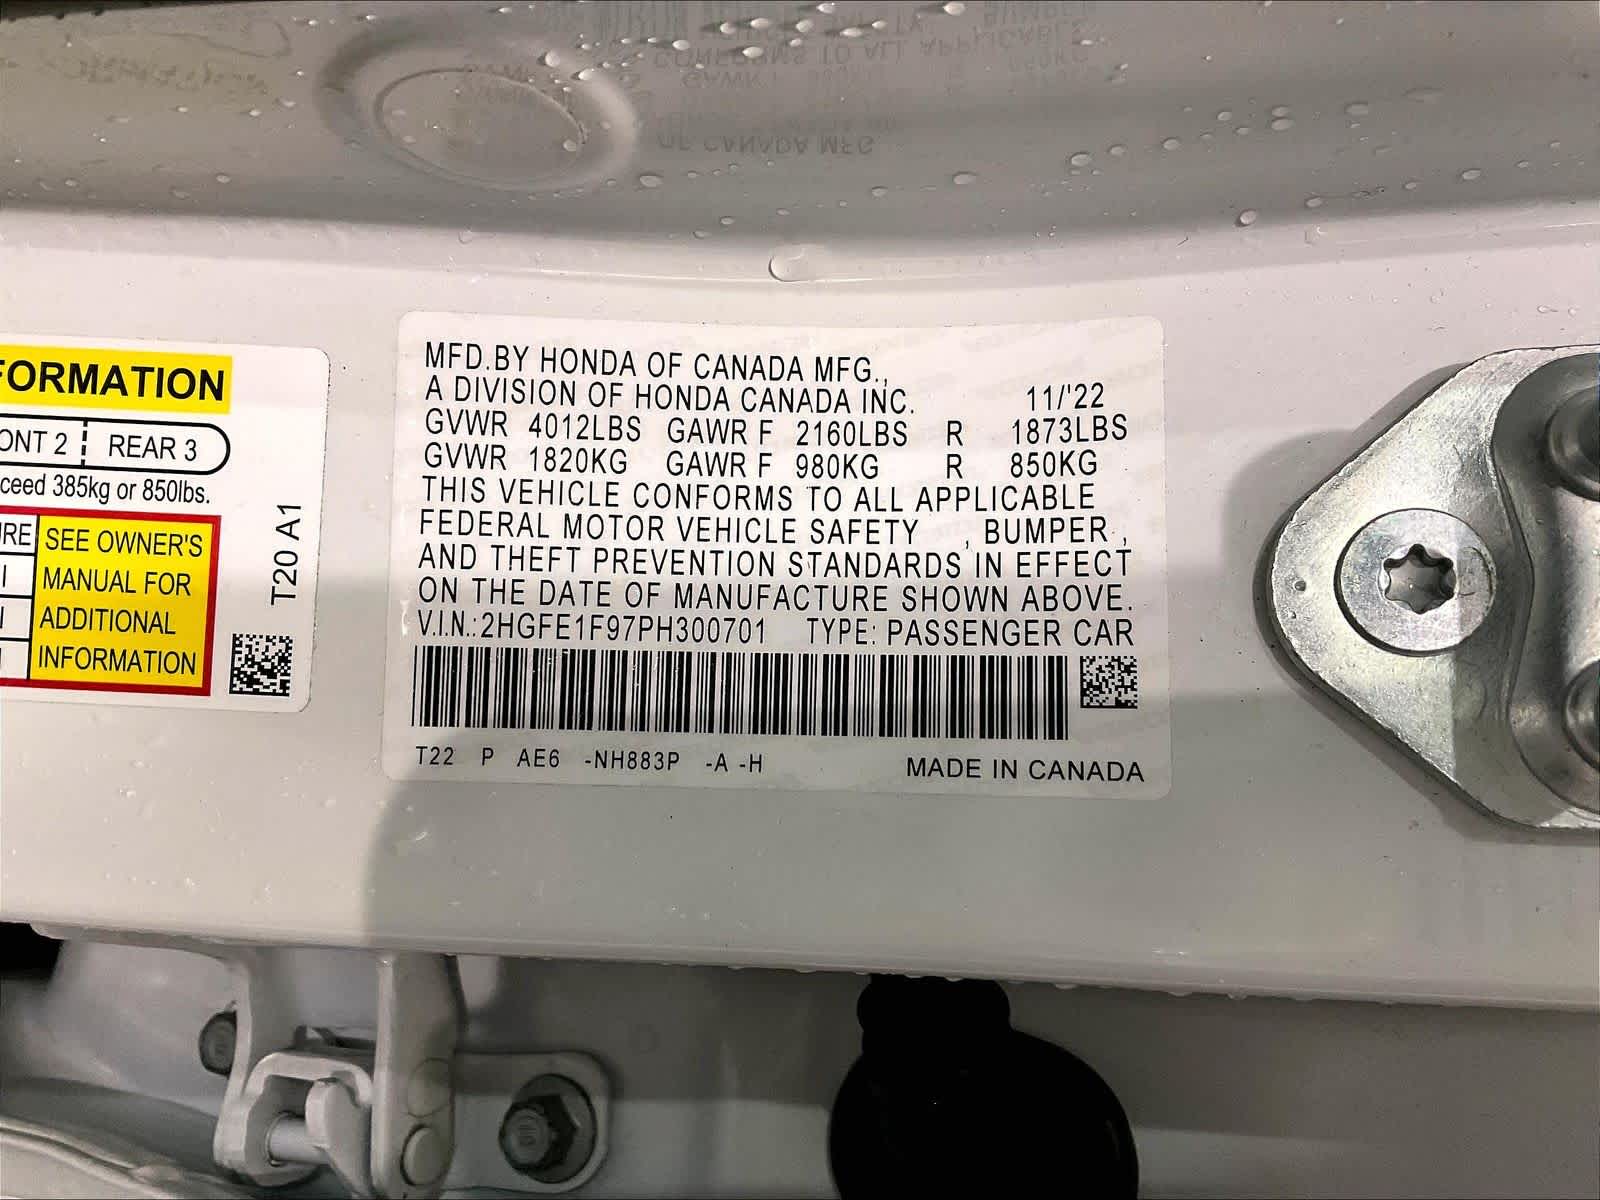 FORMATION
ONT 2 REAR 3
ceed 385kg or 850lbs.
IRE
SEE OWNER'S
MANUAL FOR
ADDITIONAL
INFORMATION
T20 A1
MFD.BY HONDA OF CANADA MFG.,
A DIVISION OF HONDA CANADA INC. 11/'22
GVWR 4012LBS GAWR F 2160LBS R 1873LBS
GVWR 1820KG GAWR F 980KG R 850KG
THIS VEHICLE CONFORMS TO ALL APPLICABLE
FEDERAL MOTOR VEHICLE SAFETY , BUMPER ,
AND THEFT PREVENTION STANDARDS IN EFFECT
ON THE DATE OF MANUFACTURE SHOWN ABOVE.
V.I.N.:2HGFE1F97PH300701 TYPE: PASSENGER CAR
T22 P AE6 -NH883P -A -H MADE IN CANADA